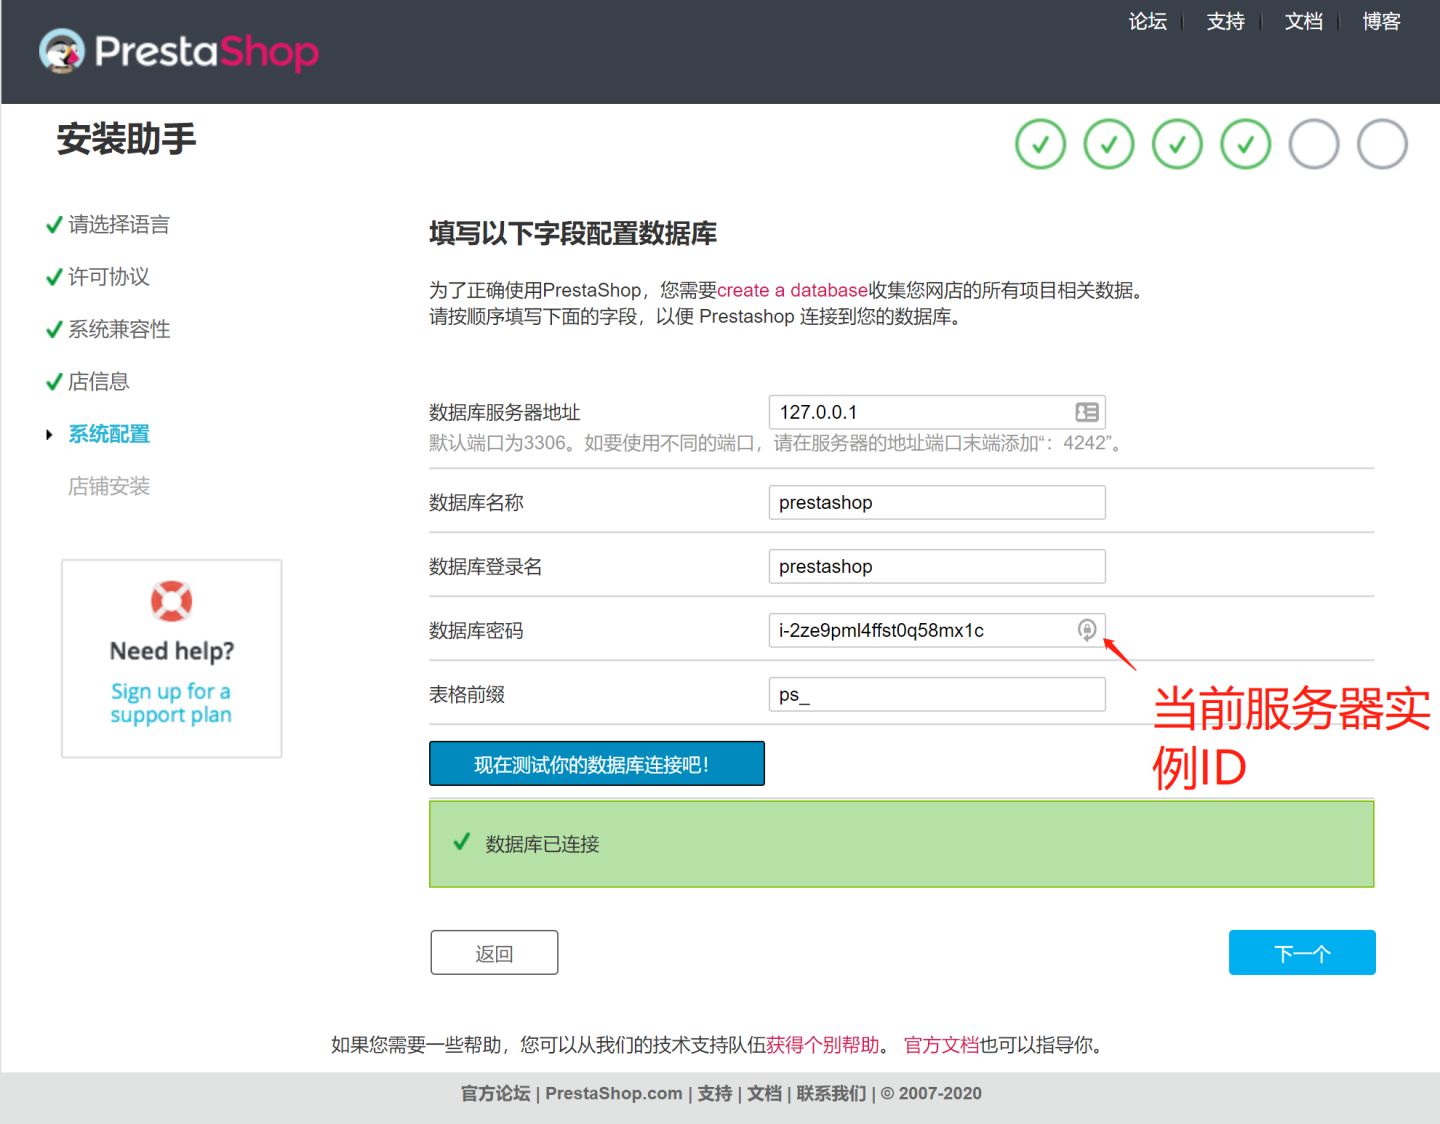 PrestaShop
论坛
支持
文档
博客
安装助手
请选择语言
许可协议
系统兼容性
店信息
系统配置
店铺安装
Need help?
Sign up for a
support plan
填写以下字段配置数据库
为了正确使用PrestaShop，您需要create a database收集您网店的所有项目相关数据。
请按顺序填写下面的字段，以便 Prestashop 连接到您的数据库。
数据库服务器地址
127.0.0.1
默认端口为3306。如要使用不同的端口，请在服务器的地址端口末端添加“：4242”。
数据库名称
prestashop
数据库登录名
prestashop
数据库密码
i-2ze9pml4ffst0q58mx1c
表格前缀
ps_
当前服务器实
例ID
现在测试你的数据库连接吧！
数据库已连接
返回
下一个
如果您需要一些帮助，您可以从我们的技术支持队伍获得个别帮助。 官方文档也可以指导你。
官方论坛 | PrestaShop.com | 支持 | 文档 | 联系我们 | © 2007-2020